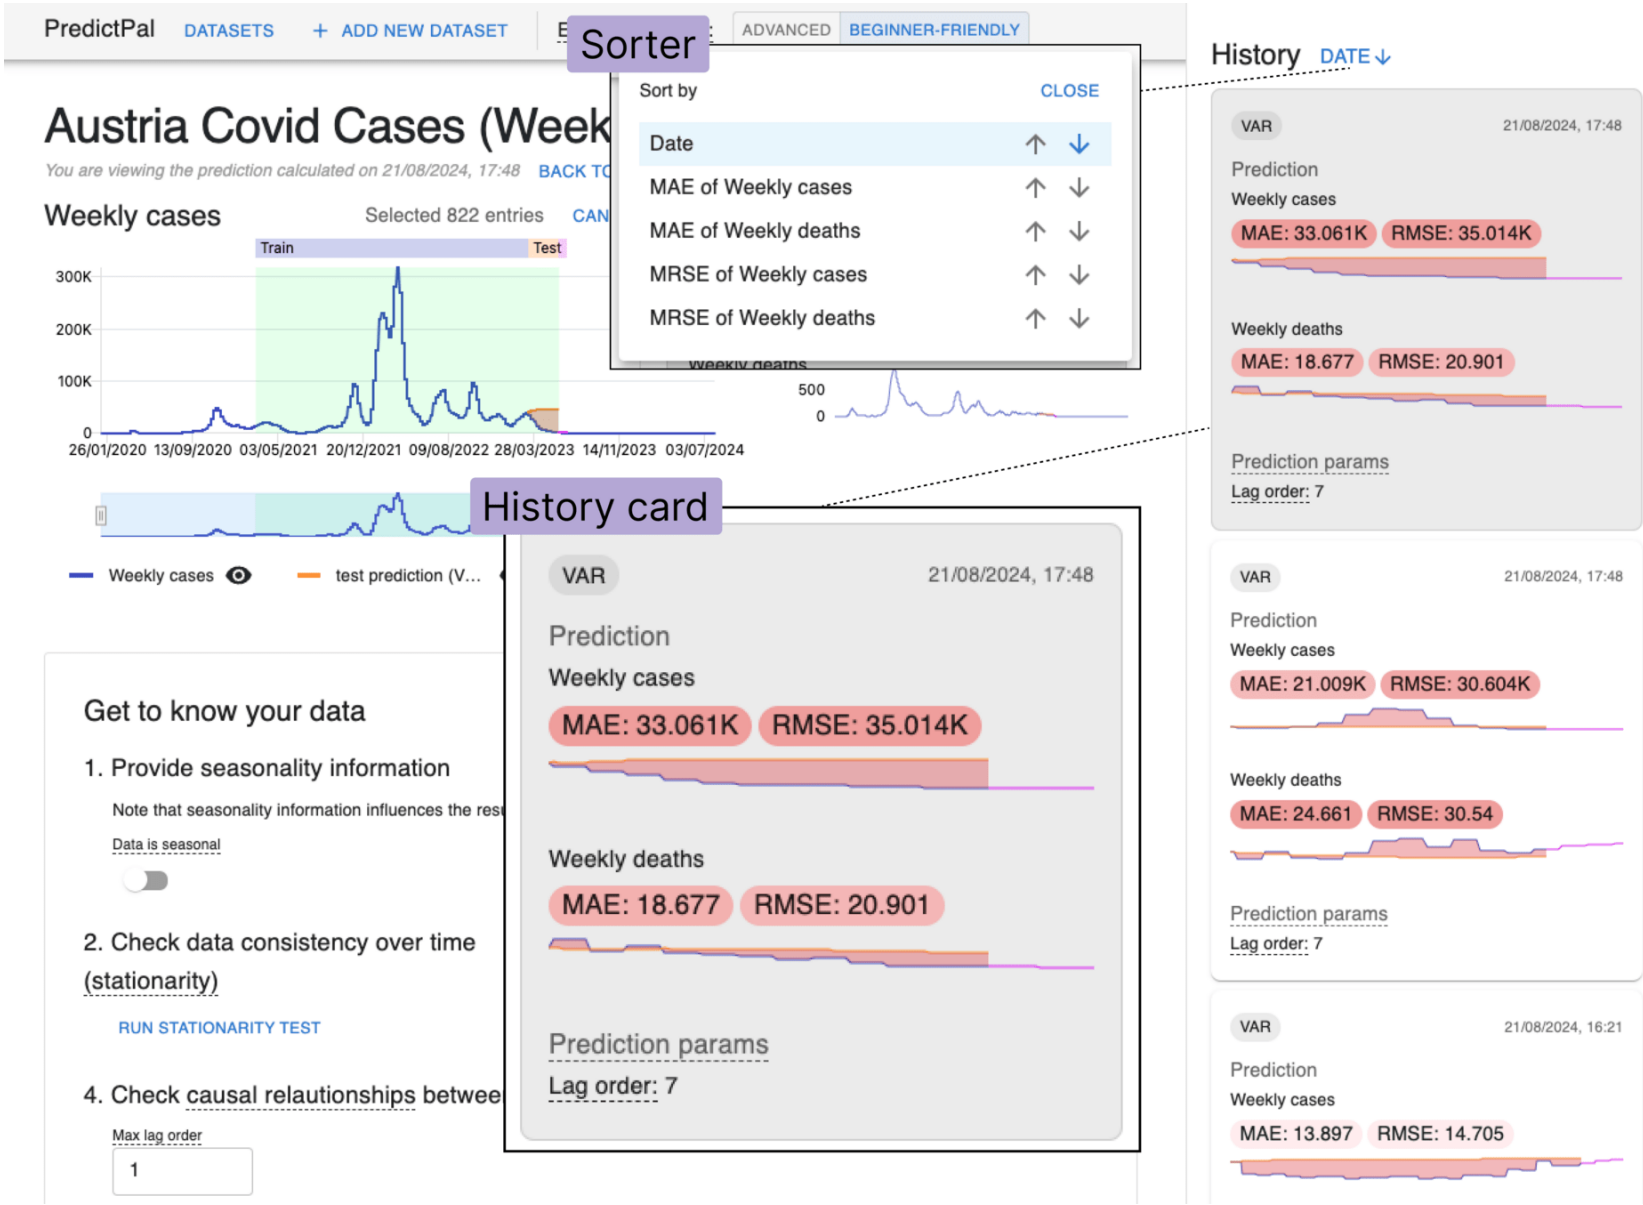 PredictPal DATASETS + ADD NEW DATASET ADVANCED BEGINNER-FRIENDLY
Sorter
Sort by CLOSE
Date
MAE of Weekly cases
MAE of Weekly deaths
MRSE of Weekly cases
MRSE of Weekly deaths
Austria Covid Cases (Week
You are viewing the prediction calculated on 21/08/2024, 17:48 BACK TO
Weekly cases Selected 822 entries CAN
Train Test
300K
200K
100K
0
26/01/2020 13/09/2020 03/05/2021 20/12/2021 09/08/2022 28/03/2023 14/11/2023 03/07/2024
Weekly deaths
500
0
Weekly cases test prediction (V...
Get to know your data
1. Provide seasonality information
Note that seasonality information influences the resu
Data is seasonal
2. Check data consistency over time
(stationarity)
RUN STATIONARITY TEST
4. Check causal relautionships betwee
Max lag order
1
History card
VAR 21/08/2024, 17:48
Prediction
Weekly cases
MAE: 33.061K RMSE: 35.014K
Weekly deaths
MAE: 18.677 RMSE: 20.901
Prediction params
Lag order: 7
History DATE
VAR 21/08/2024, 17:48
Prediction
Weekly cases
MAE: 33.061K RMSE: 35.014K
Weekly deaths
MAE: 18.677 RMSE: 20.901
Prediction params
Lag order: 7
VAR 21/08/2024, 17:48
Prediction
Weekly cases
MAE: 21.009K RMSE: 30.604K
Weekly deaths
MAE: 24.661 RMSE: 30.54
Prediction params
Lag order: 7
VAR 21/08/2024, 16:21
Prediction
Weekly cases
MAE: 13.897 RMSE: 14.705